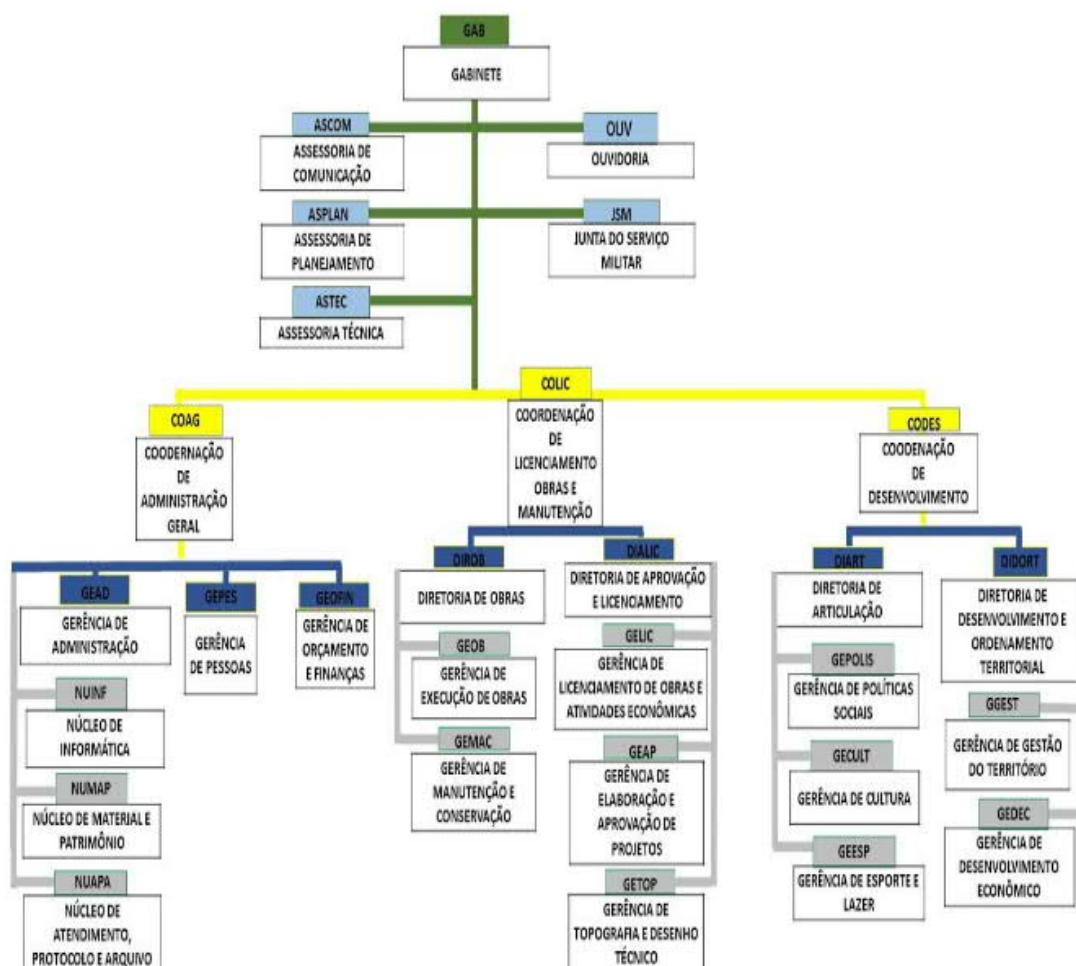 GAB
GABINETE
ASCOM
ASSESSORIA DE
COMUNICAÇÃO
OUV
OUVIDORIA
ASPLAN
ASSESSORIA DE
PLANEJAMENTO
JSM
JUNTA DO SERVIÇO
MILITAR
ASTEC
ASSESSORIA TÉCNICA
COAG
COODERNAÇÃO
DE
ADMINISTRAÇÃO
GERAL
COLIC
COORDENAÇÃO
DE
LICENCIAMENTO
OBRAS E
MANUTENÇÃO
CODES
COODENAÇÃO
DE
DESENVOLVIMENTO
GEAD
GERÊNCIA DE
ADMINISTRAÇÃO
GEPES
GERÊNCIA
DE PESSOAS
GEOFIN
GERÊNCIA DE
ORÇAMENTO
E FINANÇAS
NUINF
NÚCLEO DE
INFORMÁTICA
NUMAP
NÚCLEO DE MATERIAL E
PATRIMÔNIO
NUAPA
NÚCLEO DE
ATENDIMENTO,
PROTOCOLO E ARQUIVO
DIROB
DIRETORIA DE OBRAS
GEOB
GERÊNCIA DE
EXECUÇÃO DE OBRAS
GEMAC
GERÊNCIA DE
MANUTENÇÃO E
CONSERVAÇÃO
DIALIC
DIRETORIA DE APROVAÇÃO
E LICENCIAMENTO
GELIC
GERÊNCIA DE
LICENCIAMENTO DE OBRAS E
ATIVIDADES ECONÔMICAS
GEAP
GERÊNCIA DE
ELABORAÇÃO E
APROVAÇÃO DE
PROJETOS
GETOP
GERÊNCIA DE
TOPOGRAFIA E DESENHO
TÉCNICO
DIART
DIRETORIA DE
ARTICULAÇÃO
GEPOLIS
GERÊNCIA DE POLÍTICAS
SOCIAIS
GECULT
GERÊNCIA DE CULTURA
GEESP
GERÊNCIA DE ESPORTE E
LAZER
DIDORT
DIRETORIA DE
DESENVOLVIMENTO E
ORDENAMENTO
TERRITORIAL
GGEST
GERÊNCIA DE GESTÃO
DO TERRITÓRIO
GEDEC
GERÊNCIA DE
DESENVOLVIMENTO
ECONÔMICO